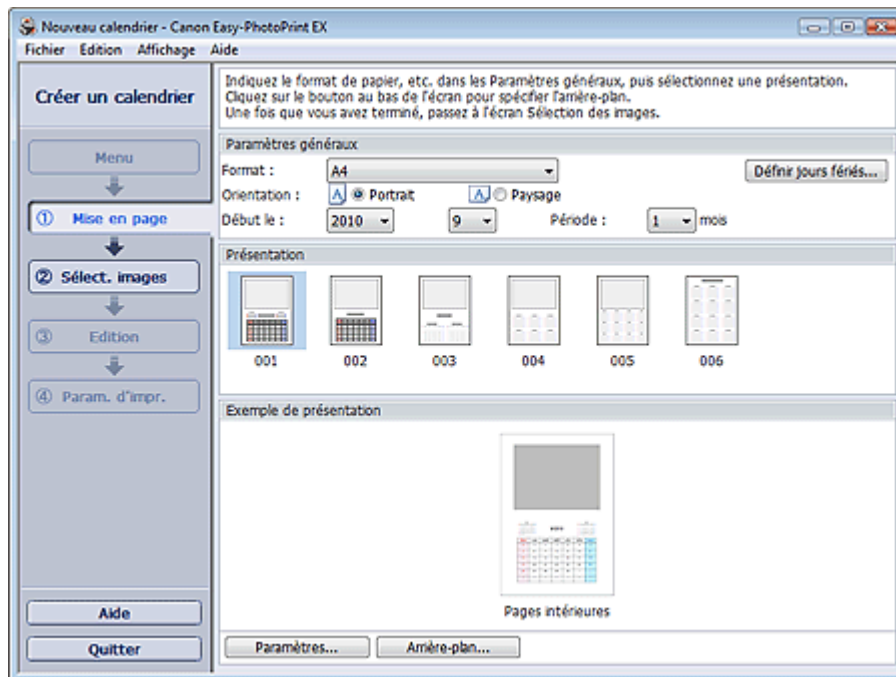 Nouveau calendrier - Canon Easy-PhotoPrint EX
Fichier Edition Affichage Aide
Créer un calendrier
Menu
① Mise en page
② Sélect. images
③ Edition
④ Param. d'impr.
Aide
Quitter
Indiquez le format de papier, etc. dans les Paramètres généraux, puis sélectionnez une présentation.
Cliquez sur le bouton au bas de l'écran pour spécifier l'arrière-plan.
Une fois que vous avez terminé, passez à l'écran Sélection des images.
Paramètres généraux
Format : A4 Définir jours fériés...
Orientation : A Portrait A Paysage
Début le : 2010 9 Période : 1 mois
Présentation
001 002 003 004 005 006
Exemple de présentation
Pages intérieures
Paramètres... Arrière-plan...